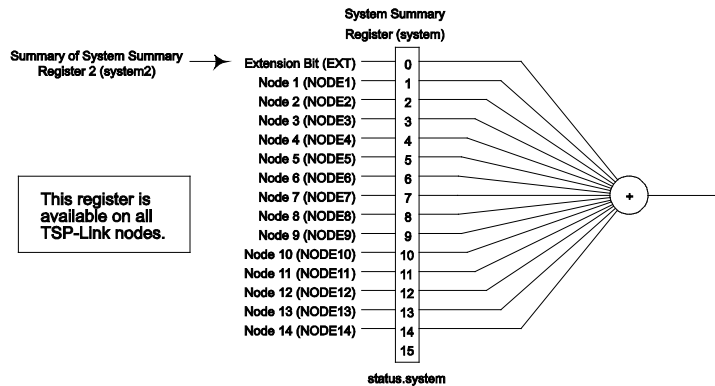 System Summary
Register (system)
Summary of System Summary
Register 2 (system2)
Extension Bit (EXT) 0
Node 1 (NODE1) 1
Node 2 (NODE2) 2
Node 3 (NODE3) 3
Node 4 (NODE4) 4
Node 5 (NODE5) 5
Node 6 (NODE6) 6
Node 7 (NODE7) 7
Node 8 (NODE8) 8
Node 9 (NODE9) 9
Node 10 (NODE10) 10
Node 11 (NODE11) 11
Node 12 (NODE12) 12
Node 13 (NODE13) 13
Node 14 (NODE14) 14
15
+
This register is
available on all
TSP-Link nodes.
status.system